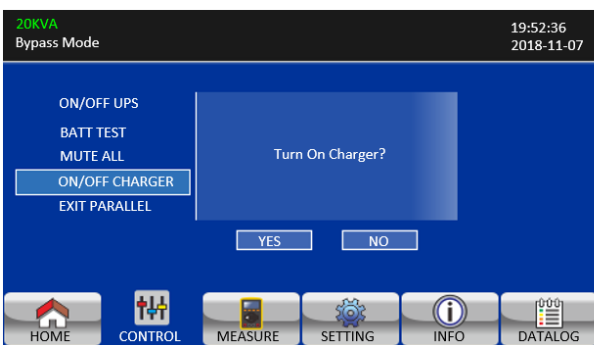 20KVA
Bypass Mode
19:52:36
2018-11-07
ON/OFF UPS
BATT TEST
MUTE ALL
ON/OFF CHARGER
EXIT PARALLEL
Turn On Charger?
YES NO
HOME CONTROL MEASURE SETTING INFO DATALOG